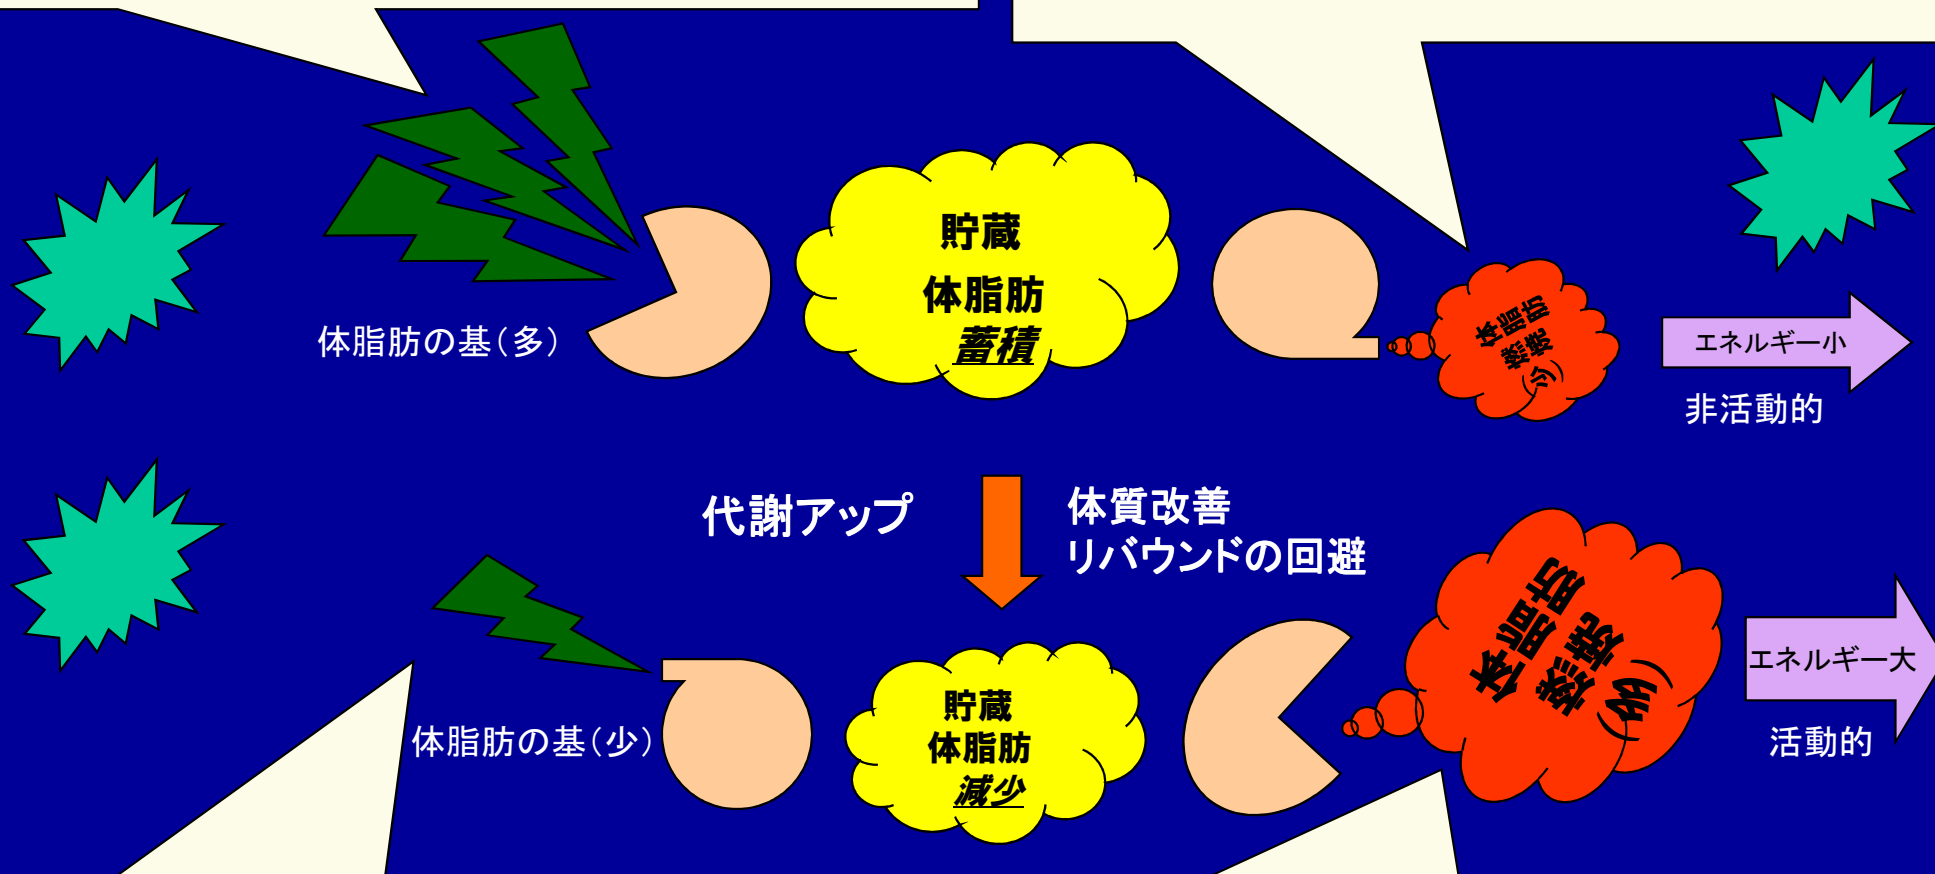 貯蔵
体脂肪
蓄積
体脂肪の基(多)
体脂肪
燃焼
(少)
エネルギー小
非活動的
代謝アップ
体質改善
リバウンドの回避
体脂肪の基(少)
貯蔵
体脂肪
減少
体脂肪
燃焼
(多)
エネルギー大
活動的